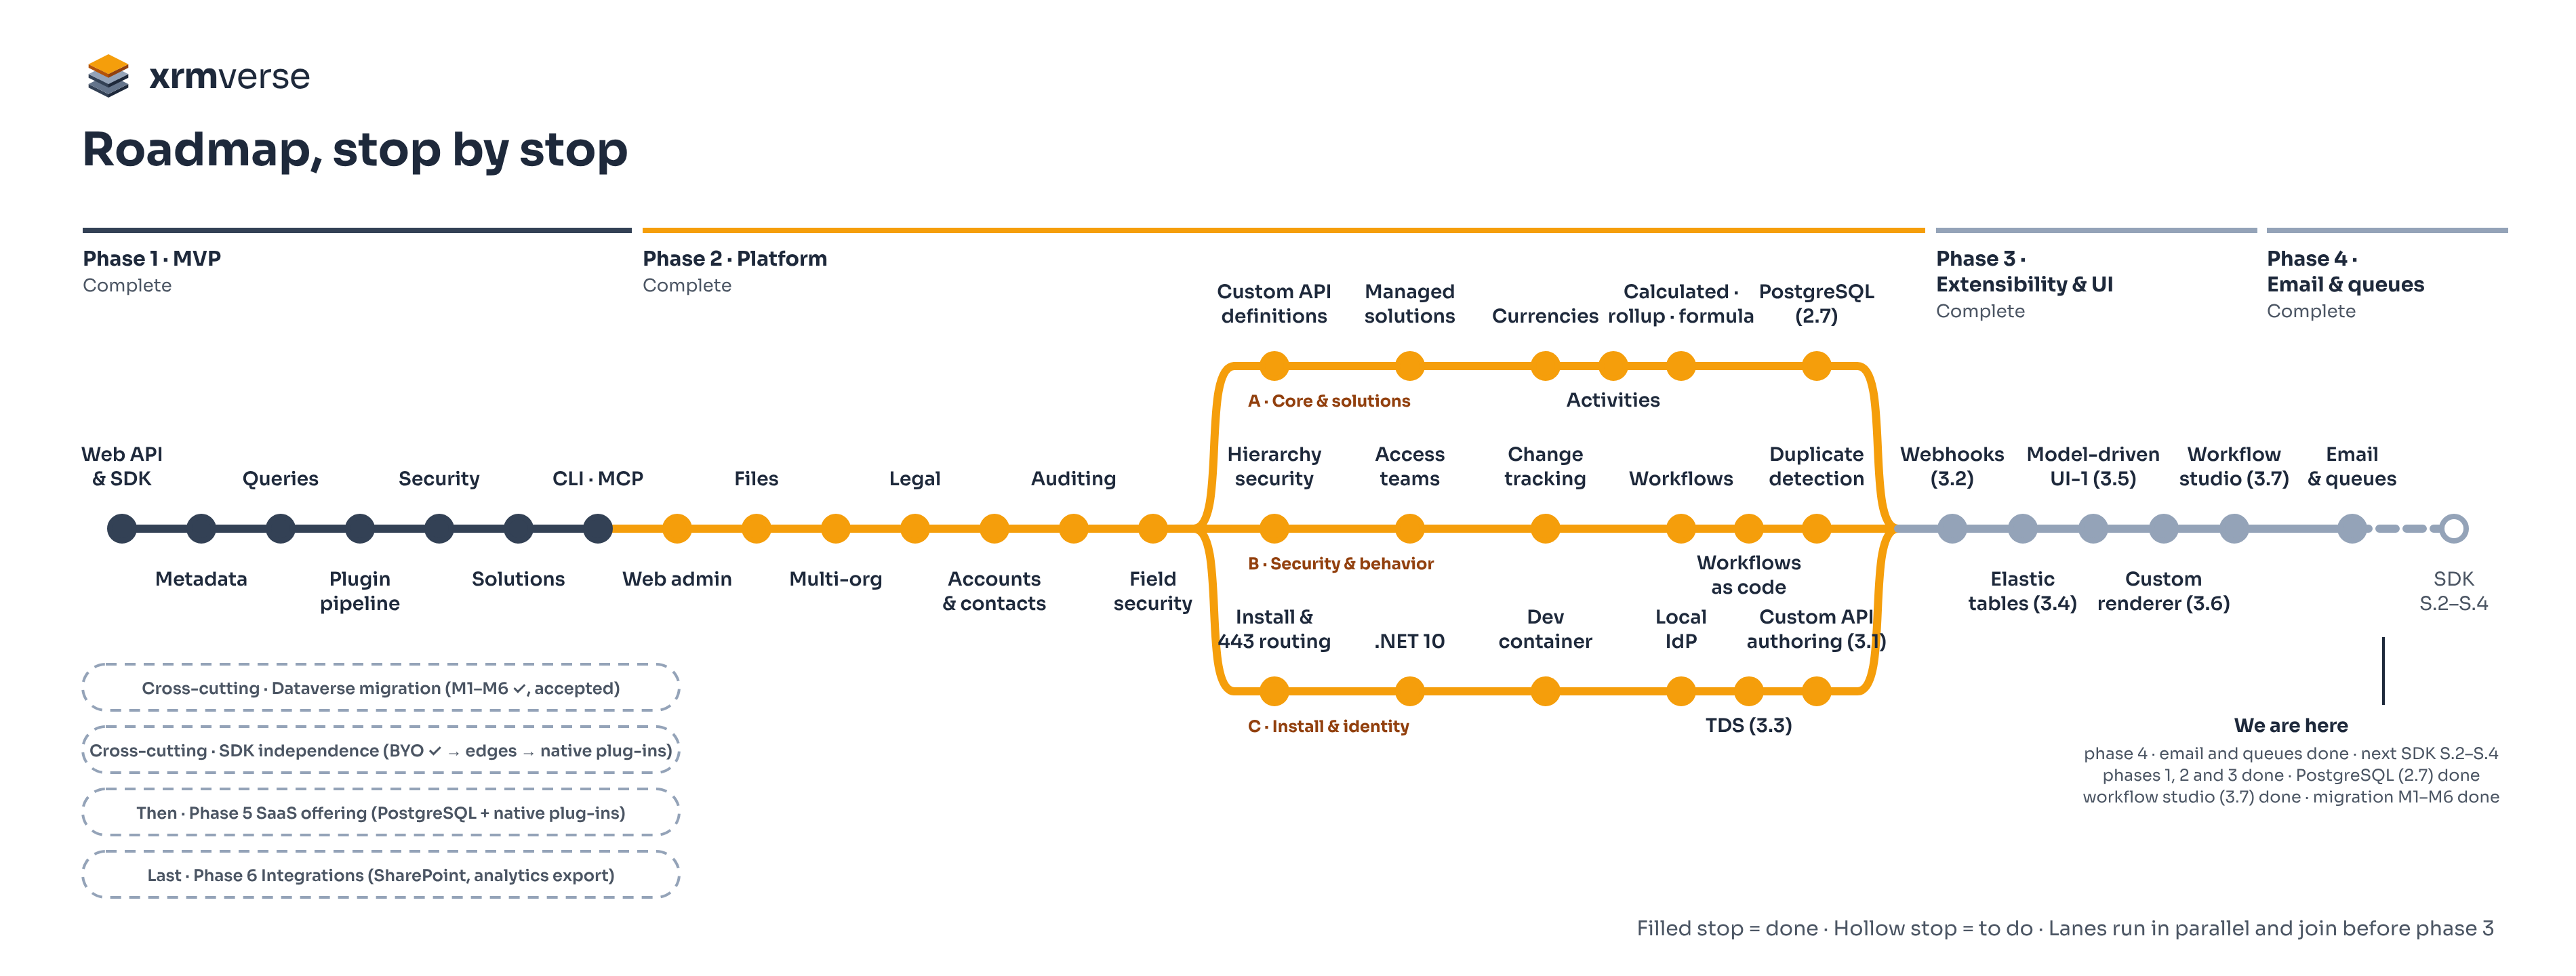 xrmverse
Roadmap, stop by stop
Phase 1 · MVP
Complete
Phase 2 · Platform
Complete
Phase 3 ·
Extensibility & UI
Complete
Phase 4 ·
Email & queues
Complete
Custom API
definitions
Managed
solutions
Currencies
Calculated ·
rollup · formula
PostgreSQL
(2.7)
A · Core & solutions
Activities
Web API
& SDK
Queries
Security
CLI · MCP
Files
Legal
Auditing
Hierarchy
security
Access
teams
Change
tracking
Workflows
Duplicate
detection
Webhooks
(3.2)
Model-driven
UI-1 (3.5)
Workflow
studio (3.7)
Email
& queues
Metadata
Plugin
pipeline
Solutions
Web admin
Multi-org
Accounts
& contacts
Field
security
B · Security & behavior
Workflows
as code
Elastic
tables (3.4)
Custom
renderer (3.6)
SDK
S.2–S.4
Install &
443 routing
.NET 10
Dev
container
Local
IdP
Custom API
authoring (3.1)
C · Install & identity
TDS (3.3)
Cross-cutting · Dataverse migration (M1–M6 ✓, accepted)
Cross-cutting · SDK independence (BYO ✓ → edges → native plug-ins)
Then · Phase 5 SaaS offering (PostgreSQL + native plug-ins)
Last · Phase 6 Integrations (SharePoint, analytics export)
We are here
phase 4 · email and queues done · next SDK S.2–S.4
phases 1, 2 and 3 done · PostgreSQL (2.7) done
workflow studio (3.7) done · migration M1–M6 done
Filled stop = done · Hollow stop = to do · Lanes run in parallel and join before phase 3